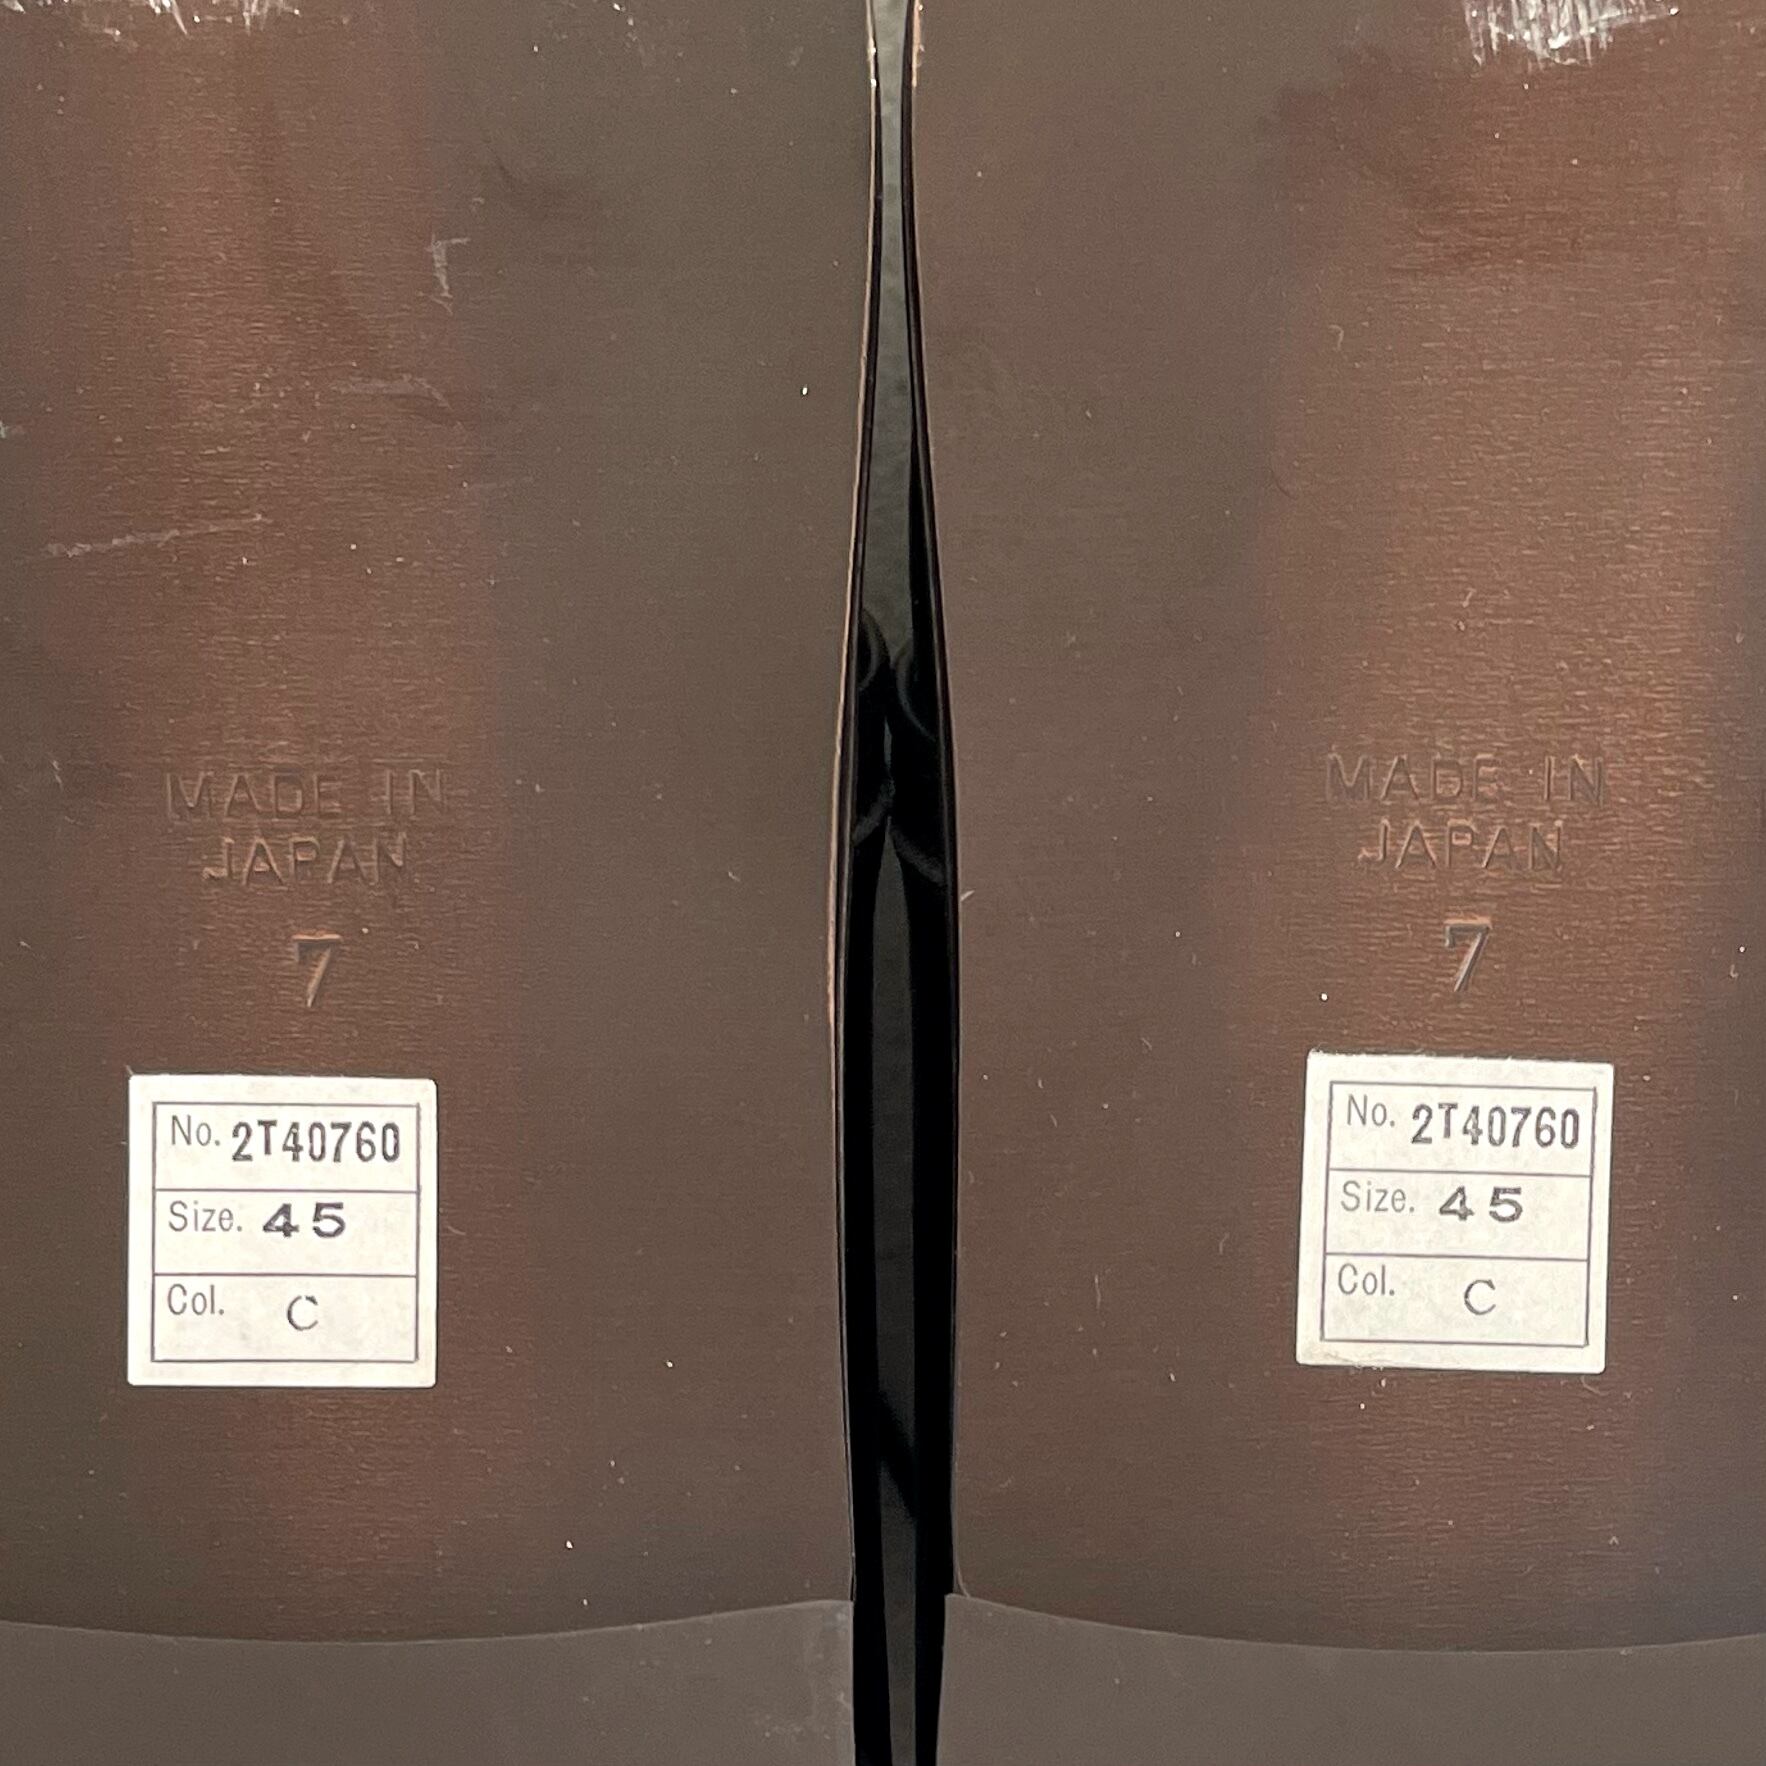 MADE IN
JAPAN
7
No. 2T40760
Size. 45
Col. C
MADE IN
JAPAN
7
No. 2T40760
Size. 45
Col. C